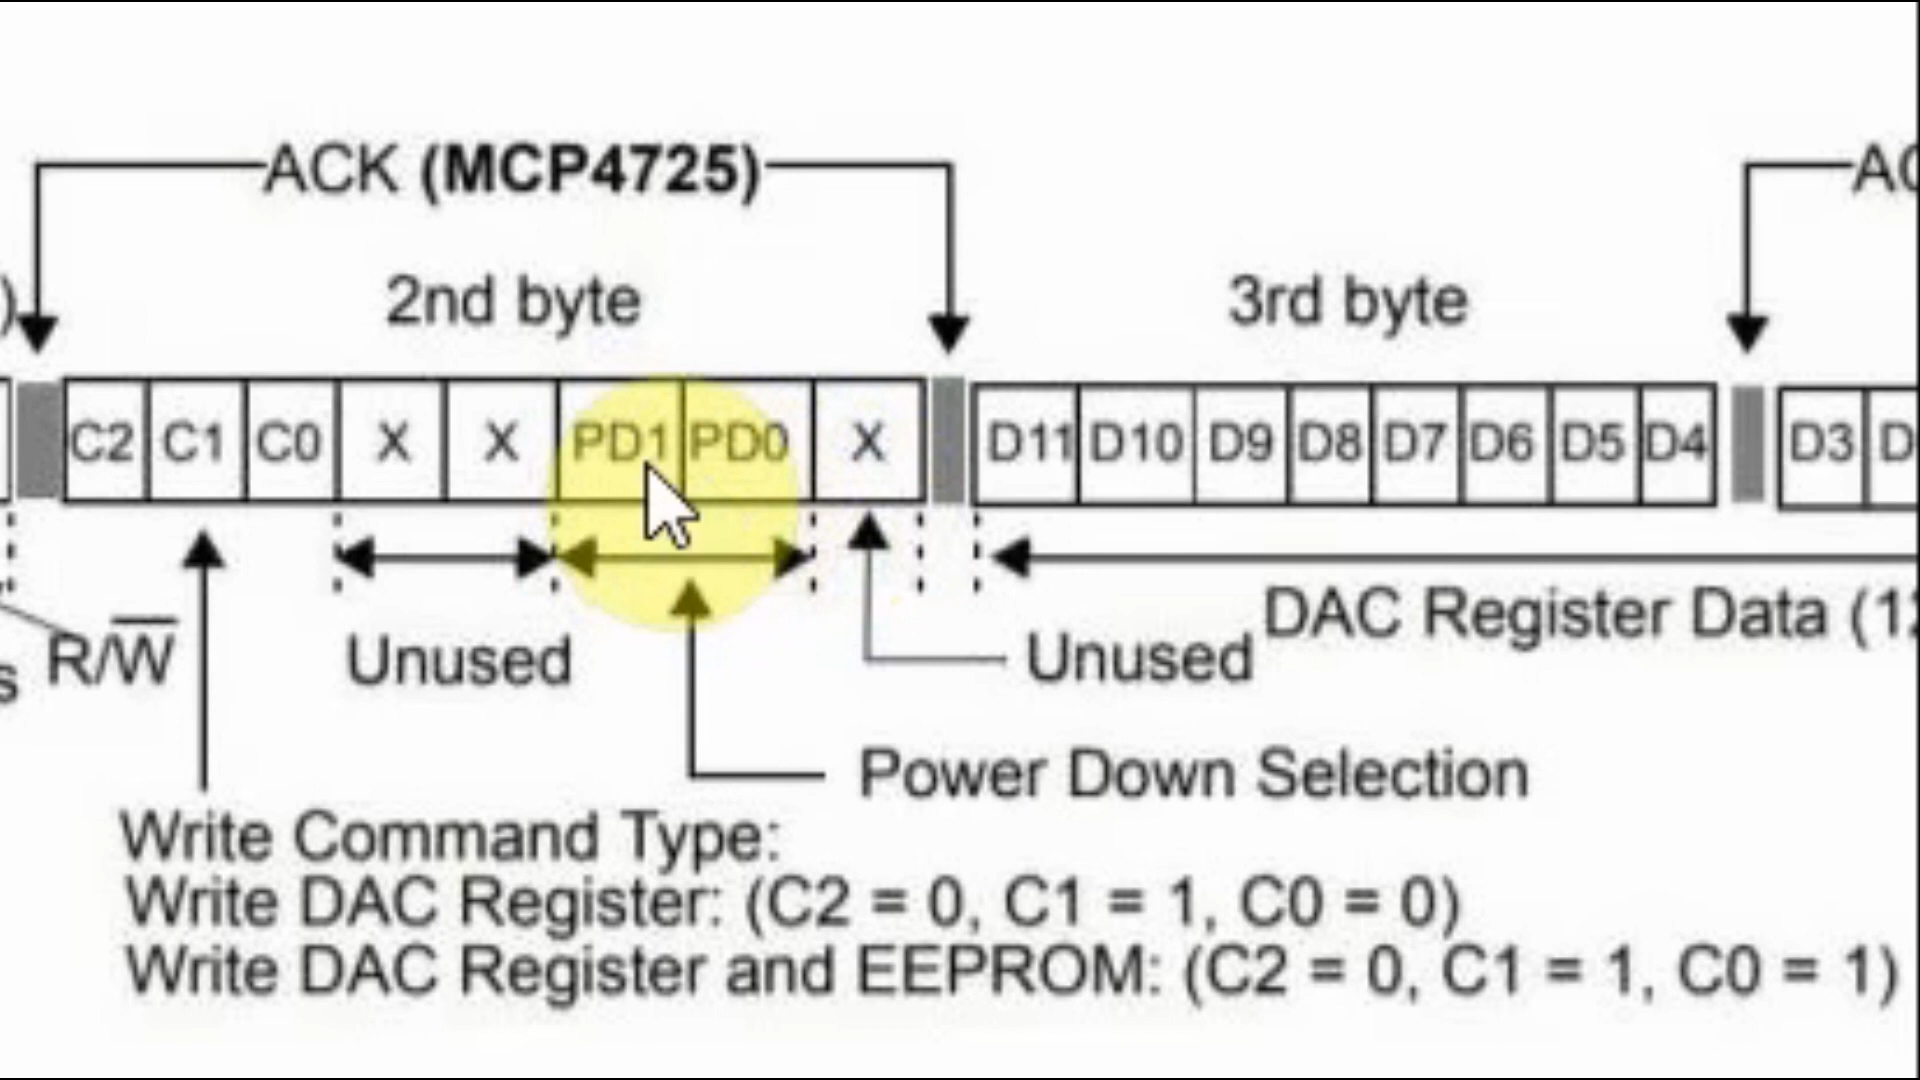 ACK (MCP4725)
2nd byte
3rd byte
C2 C1 C0 X X PD1 PD0 X D11 D10 D9 D8 D7 D6 D5 D4 D3
R/W
Unused
Unused
DAC Register Data
Power Down Selection
Write Command Type:
Write DAC Register: (C2 = 0, C1 = 1, C0 = 0)
Write DAC Register and EEPROM: (C2 = 0, C1 = 1, C0 = 1)